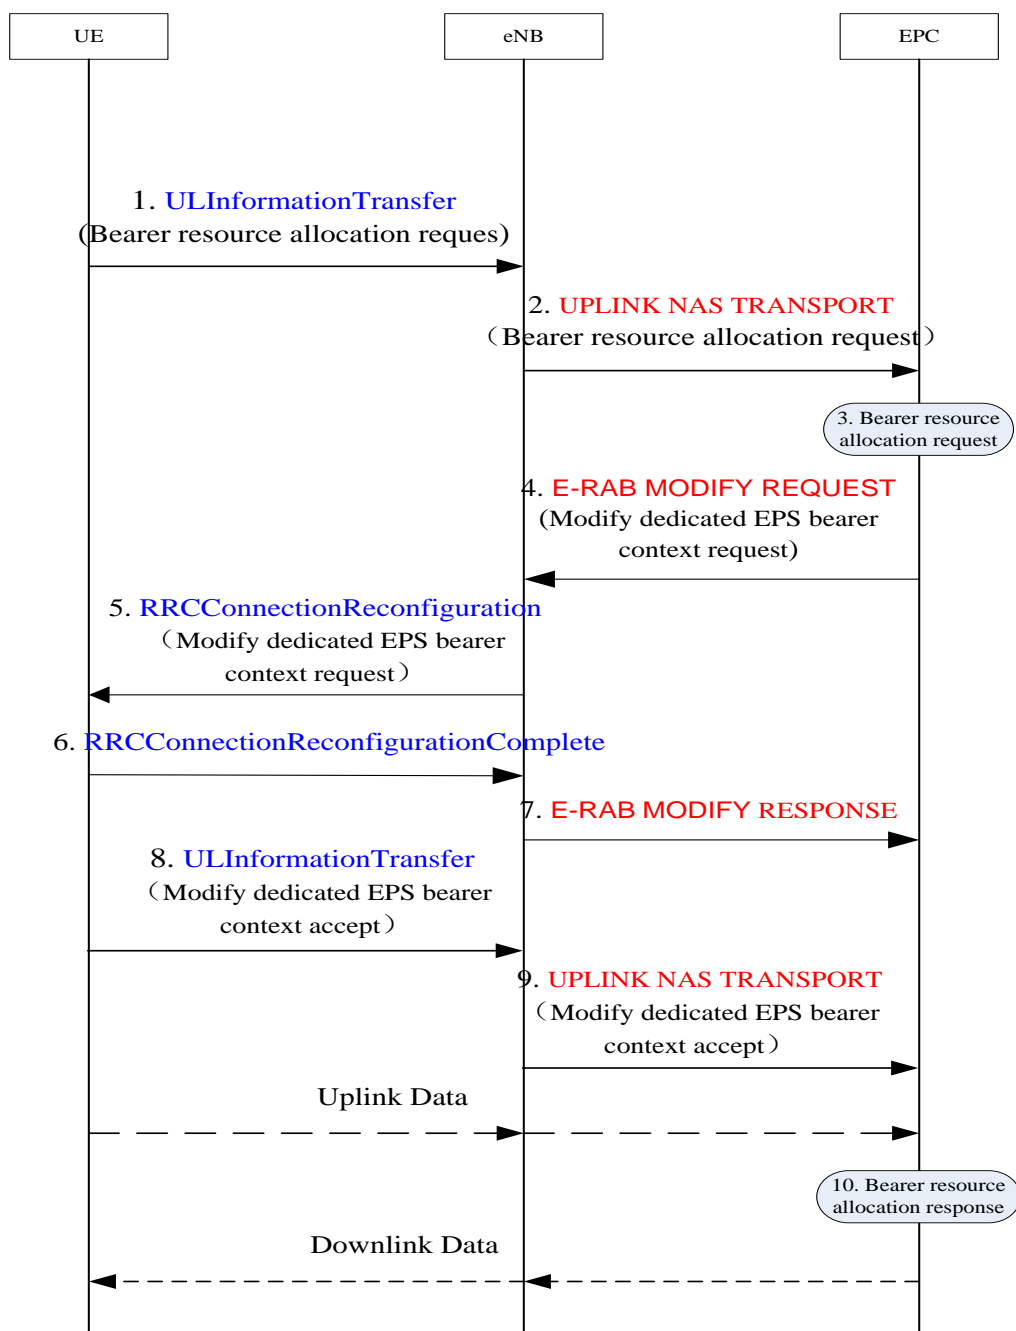 UE
eNB
EPC
1. ULInformationTransfer
(Bearer resource allocation reques)
2. UPLINK NAS TRANSPORT
（Bearer resource allocation request）
3. Bearer resource
allocation request
4. E-RAB MODIFY REQUEST
(Modify dedicated EPS bearer
context request)
5. RRCConnectionReconfiguration
（Modify dedicated EPS bearer
context request）
6. RRCConnectionReconfigurationComplete
7. E-RAB MODIFY RESPONSE
8. ULInformationTransfer
（Modify dedicated EPS bearer
context accept）
9. UPLINK NAS TRANSPORT
（Modify dedicated EPS bearer
context accept）
Uplink Data
10. Bearer resource
allocation response
Downlink Data